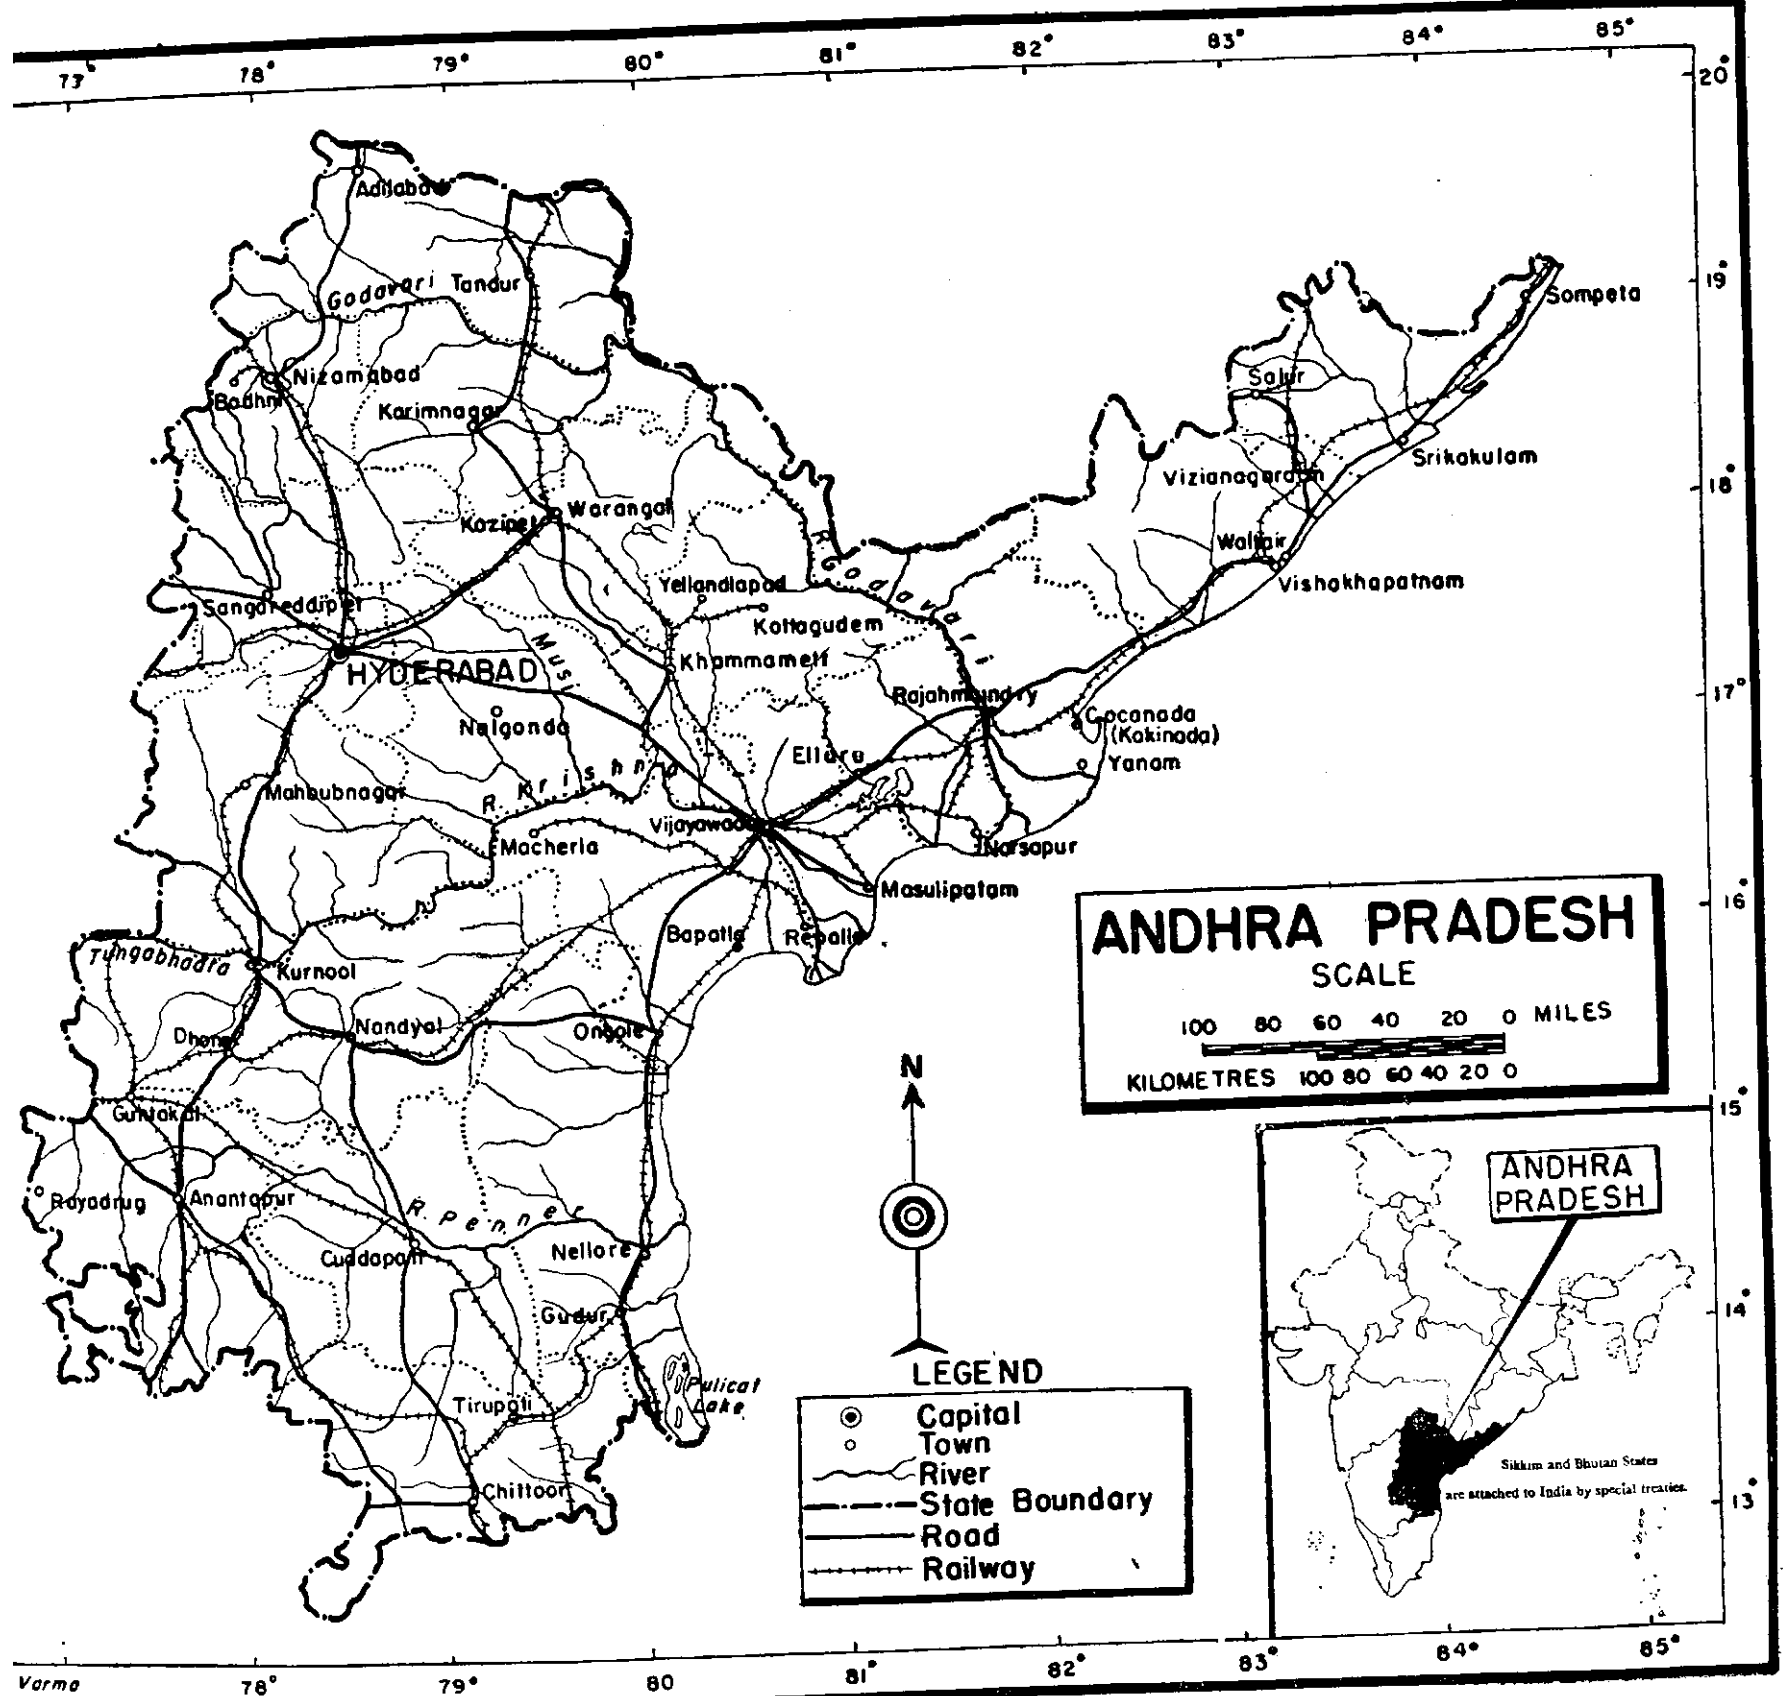 73° 78° 79° 80° 81° 82° 83° 84° 85°
20°
Adilabad
19°
Godavari
Tandur
Sompeta
Nizamabad
Badhni
Salur
Karimnagar
Srikakulam
Vizianagaram
18°
Warangal
Kazipet
R. Godavari
Waltair
Vishakhapatnam
Yellandlapad
Sangareddipet
Kottagudem
Musi
Khammamett
HYDERABAD
Rajahmundry
17°
Nalgonda
Cocanada
(Kakinada)
Ellura
Yanam
R. Krishna
Mahbubnagar
Vijayawada
Macherla
Narsapur
Masulipatam
16°
Bapatla
Repalle
Tungabhadra
Kurnool
Nandyal
Ongole
Dhone
Guntakal
15°
Rayadrug
Anantapur
R. Penner
Cuddapah
Nellore
Gudur
14°
Pulicat
Lake
Tirupati
Chittoor
13°
ANDHRA PRADESH
SCALE
100 80 60 40 20 0 MILES
KILOMETRES 100 80 60 40 20 0
N
ANDHRA
PRADESH
Sikkim and Bhutan States
are attached to India by special treaties.
LEGEND
Capital
Town
River
State Boundary
Road
Railway
78° 79° 80 81° 82° 83° 84° 85°
Varma